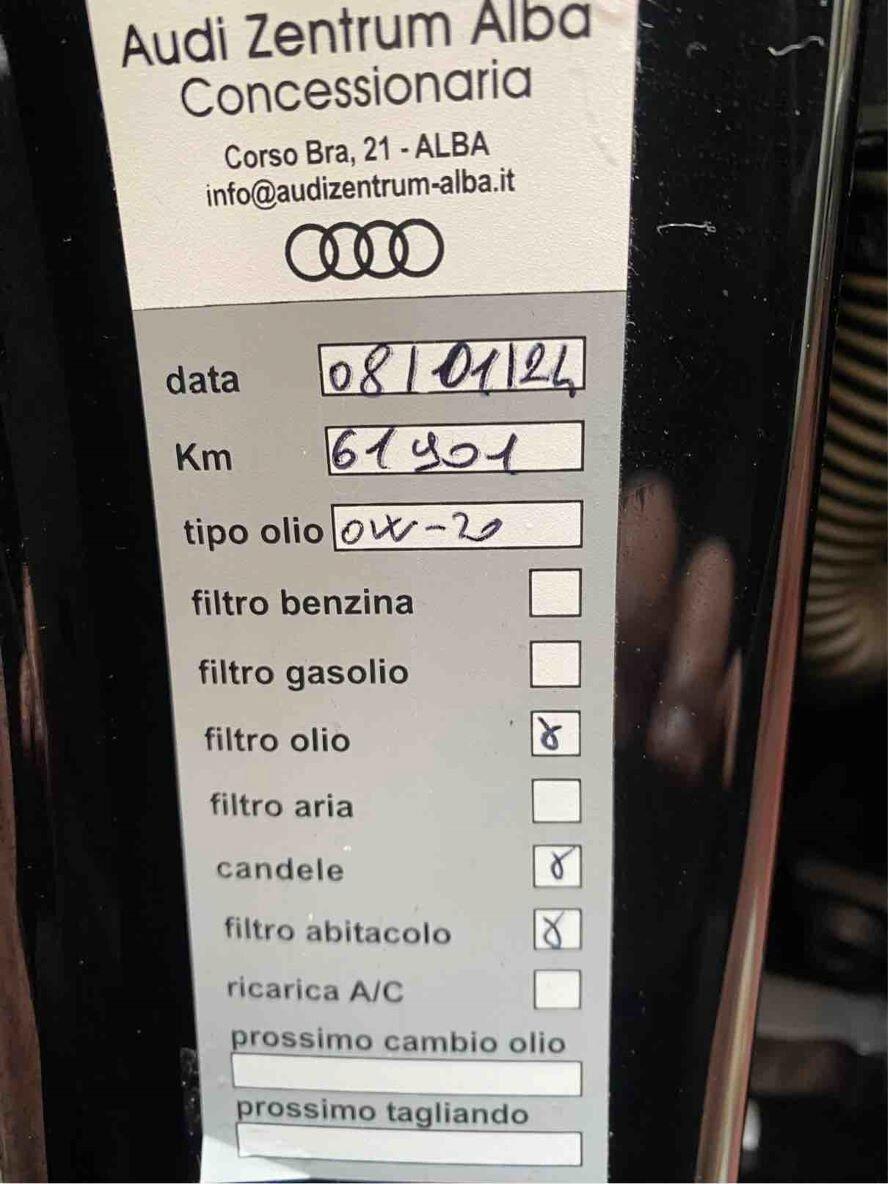 Audi Zentrum Alba
Concessionaria
Corso Bra, 21 - ALBA
info@audizentrum-alba.it
data 08/01/24
Km 61901
tipo olio 0W-20
filtro benzina
filtro gasolio
filtro olio X
filtro aria
candele X
filtro abitacolo X
ricarica A/C
prossimo cambio olio
prossimo tagliando